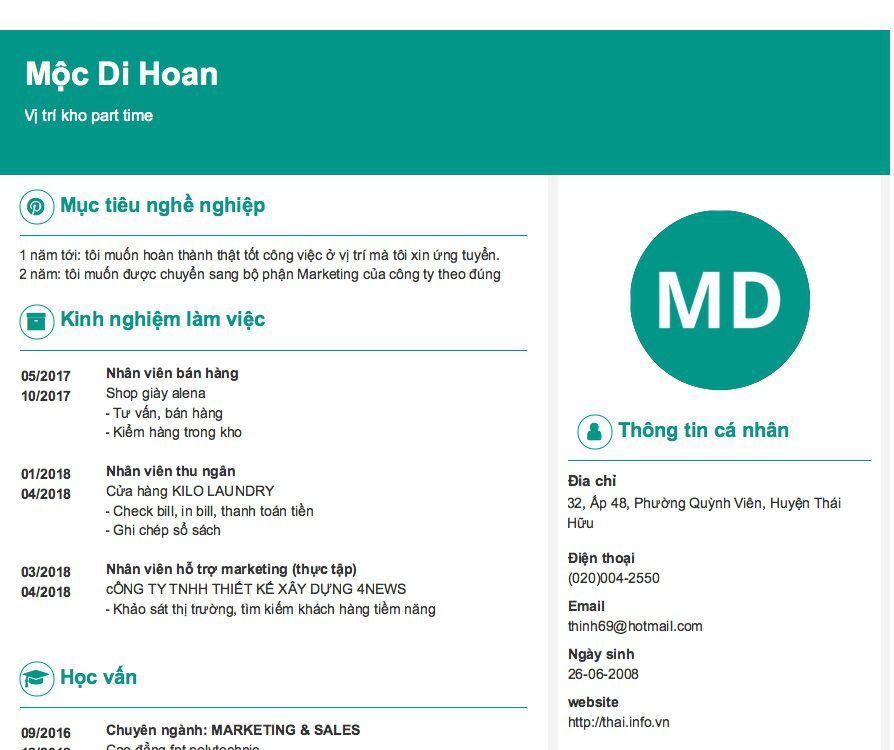 Mộc Di Hoan
Vị trí kho part time
Mục tiêu nghề nghiệp
1 năm tới: tôi muốn hoàn thành thật tốt công việc ở vị trí mà tôi xin ứng tuyển.
2 năm: tôi muốn được chuyển sang bộ phận Marketing của công ty theo đúng
Kinh nghiệm làm việc
05/2017
10/2017
Nhân viên bán hàng
Shop giày alena
- Tư vấn, bán hàng
- Kiểm hàng trong kho
01/2018
04/2018
Nhân viên thu ngân
Cửa hàng KILO LAUNDRY
- Check bill, in bill, thanh toán tiền
- Ghi chép sổ sách
03/2018
04/2018
Nhân viên hỗ trợ marketing (thực tập)
cÔNG TY TNHH THIẾT KẾ XÂY DỰNG 4NEWS
- Khảo sát thị trường, tìm kiếm khách hàng tiềm năng
Học vấn
09/2016
Chuyên ngành: MARKETING & SALES
Cao đẳng fpt polytechnic
MD
Thông tin cá nhân
Đia chỉ
32, Ấp 48, Phường Quỳnh Viên, Huyện Thái
Hữu
Điện thoại
(020)004-2550
Email
thinh69@hotmail.com
Ngày sinh
26-06-2008
website
http://thai.info.vn